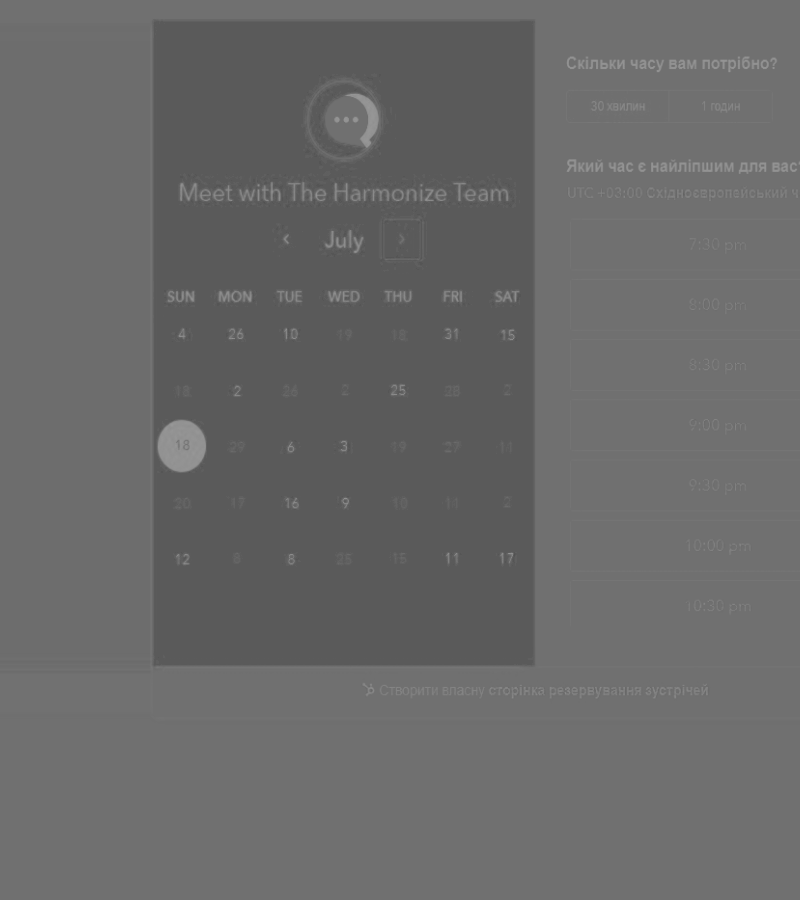 Meet with The Harmonize Team
July
SUN MON TUE WED THU FRI SAT
4 26 10 19 18 31 15
18 2 26 2 25 28 2
18 29 6 3 19 27 11
20 17 16 9 10 11 2
12 8 8 25 15 11 17
Скільки часу вам потрібно?
30 хвилин 1 годин
Який час є найліпшим для вас?
UTC +03:00 Східноєвропейський ч
7:30 pm
8:00 pm
8:30 pm
9:00 pm
9:30 pm
10:00 pm
10:30 pm
Створити власну сторінка резервування зустрічей